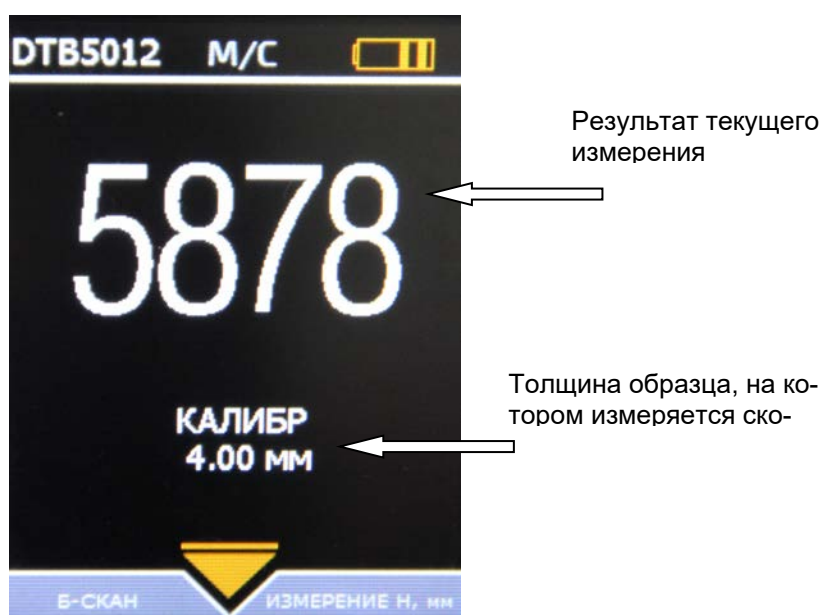 DTB5012 М/С
5878
Результат текущего
измерения
КАЛИБР
4.00 мм
Толщина образца, на ко-
тором измеряется ско-
Б-СКАН ИЗМЕРЕНИЕ Н, мм